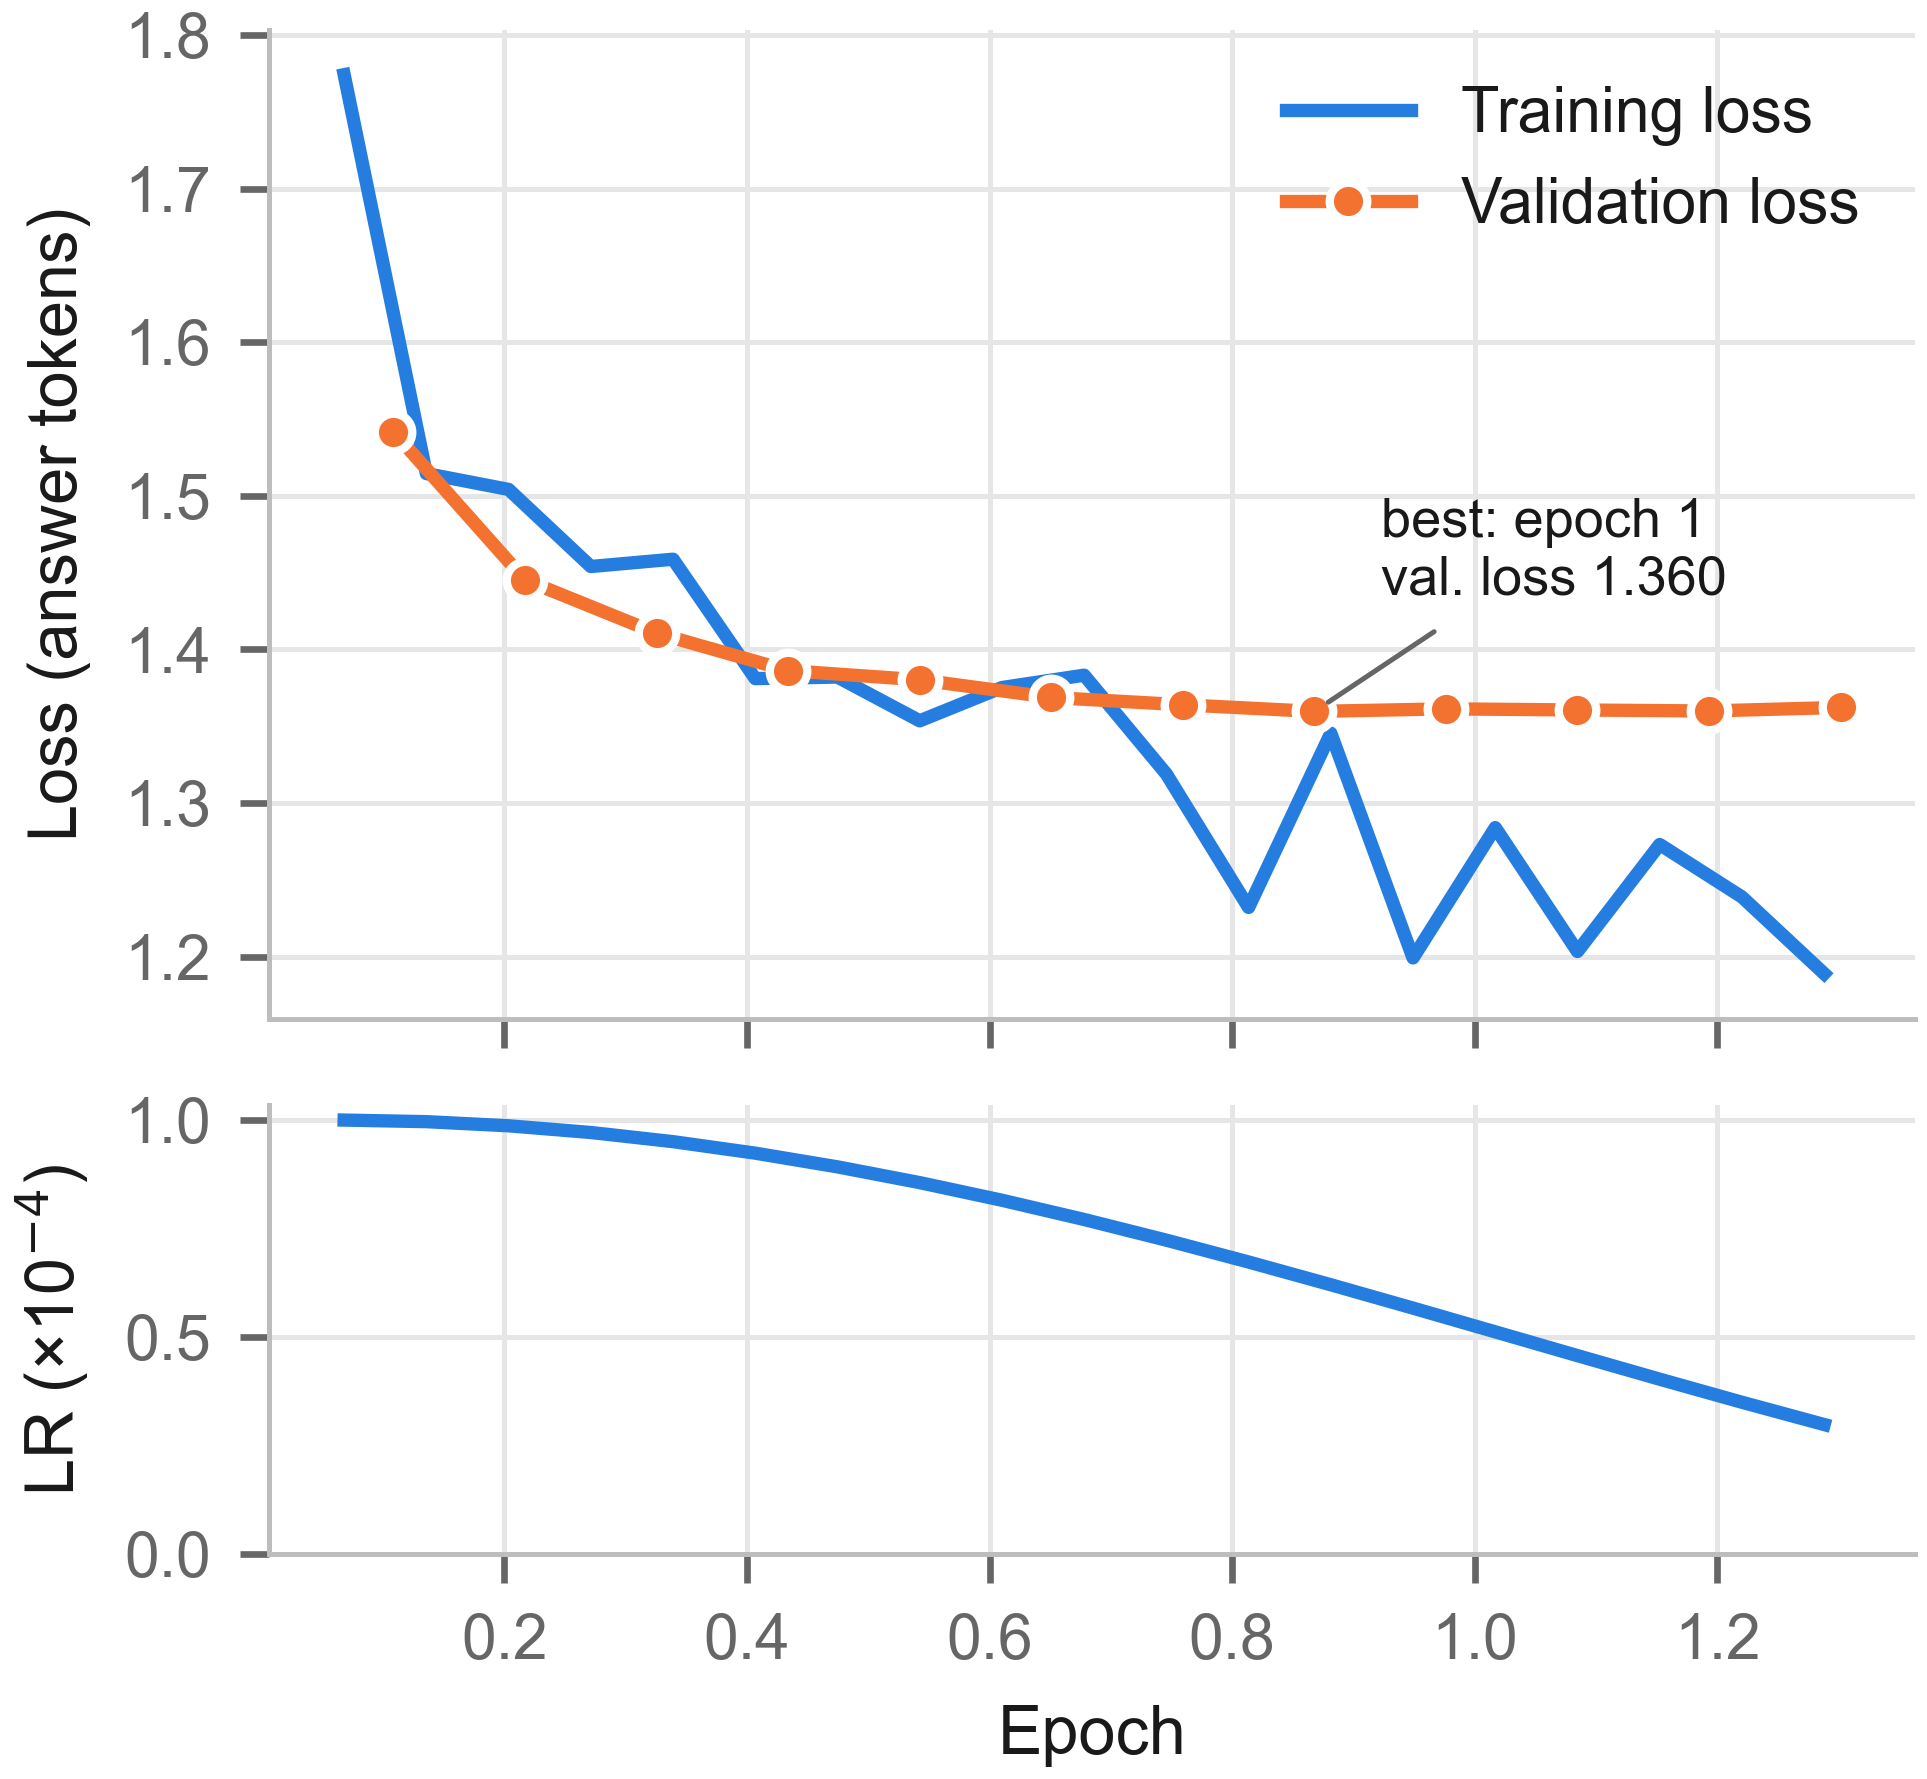 1.8
1.7
1.6
1.5
1.4
1.3
1.2
Loss (answer tokens)
Training loss
Validation loss
best: epoch 1
val. loss 1.360
1.0
0.5
0.0
LR (×10⁻⁴)
0.2 0.4 0.6 0.8 1.0 1.2
Epoch